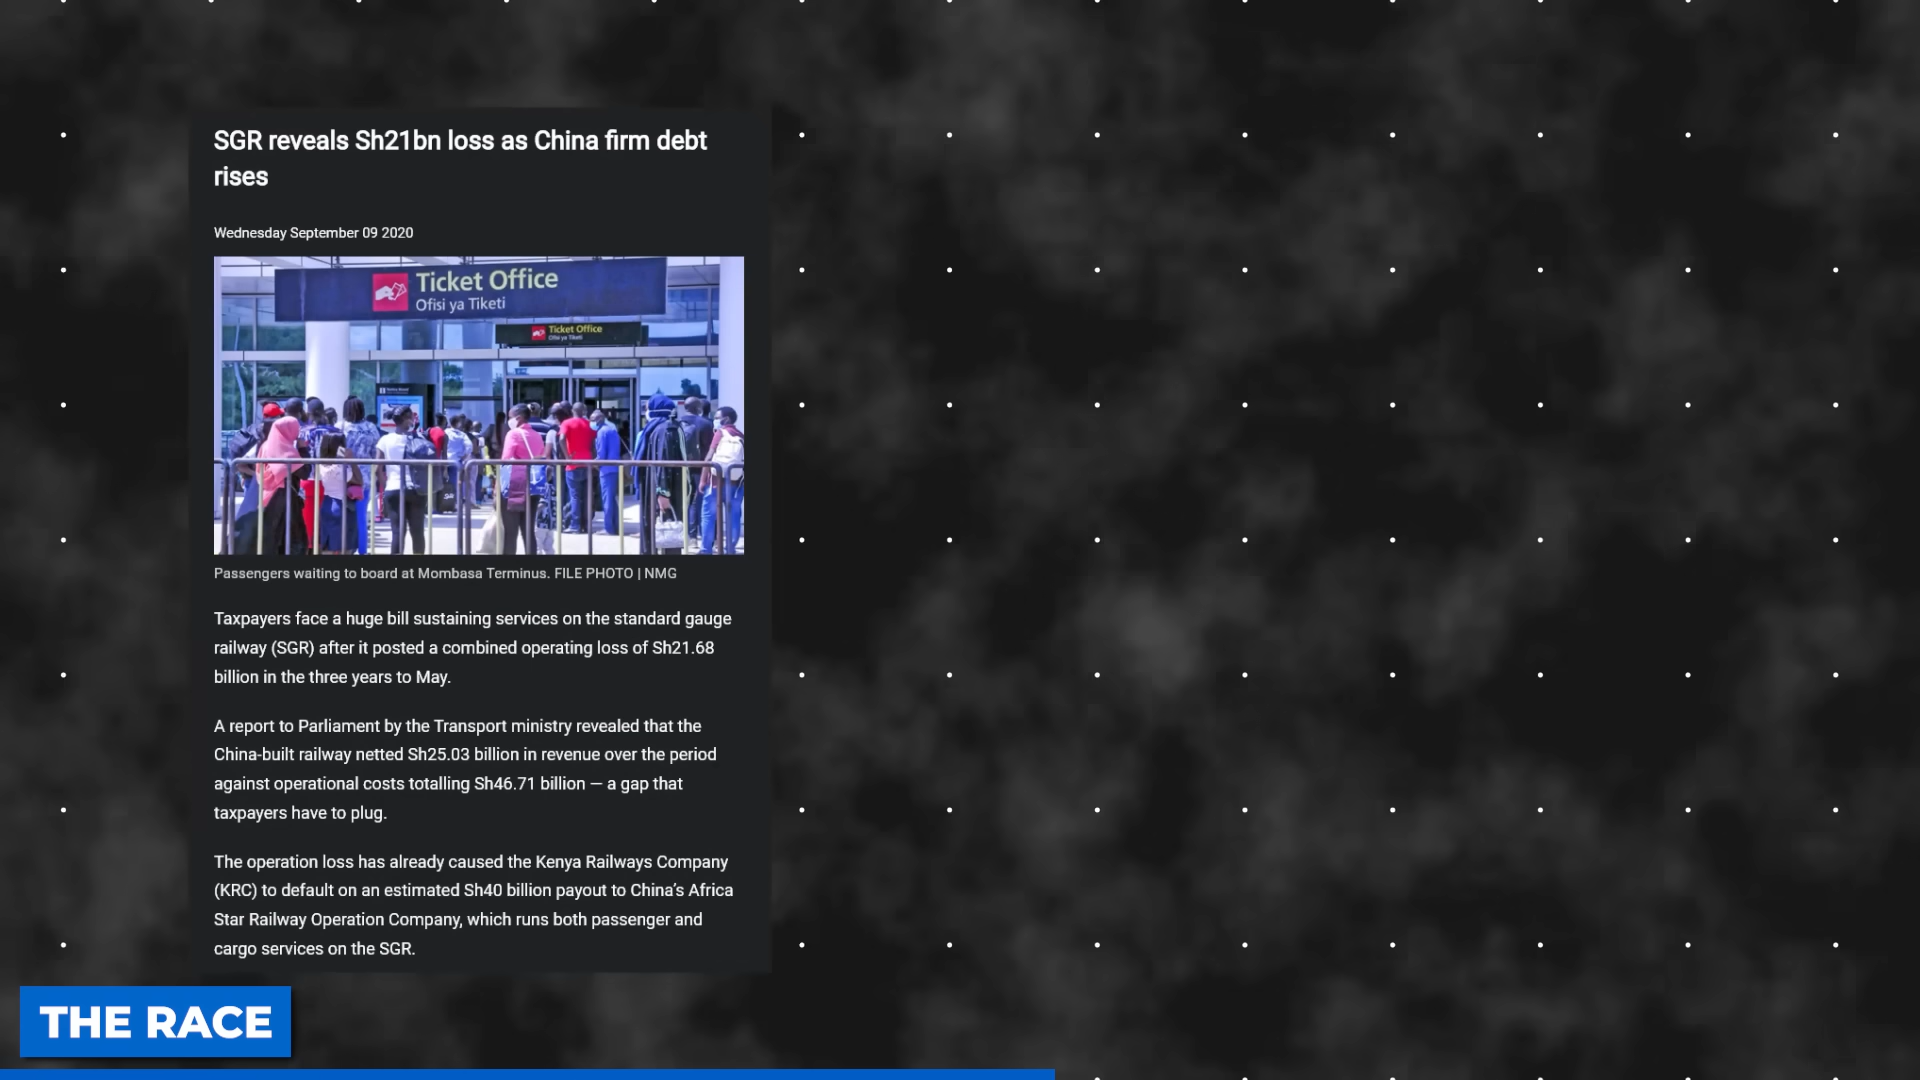 SGR reveals Sh21bn loss as China firm debt
rises
Wednesday September 09 2020
Ticket Office
Ofisi ya Tiketi
Ticket Office
Ofisi ya Tiketi
Passengers waiting to board at Mombasa Terminus. FILE PHOTO | NMG
Taxpayers face a huge bill sustaining services on the standard gauge
railway (SGR) after it posted a combined operating loss of Sh21.68
billion in the three years to May.
A report to Parliament by the Transport ministry revealed that the
China-built railway netted Sh25.03 billion in revenue over the period
against operational costs totalling Sh46.71 billion — a gap that
taxpayers have to plug.
The operation loss has already caused the Kenya Railways Company
(KRC) to default on an estimated Sh40 billion payout to China's Africa
Star Railway Operation Company, which runs both passenger and
cargo services on the SGR.
THE RACE